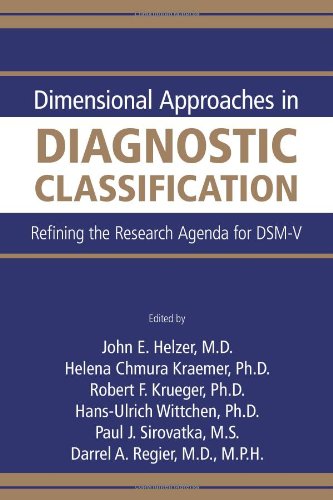 Dimensional Approaches in
DIAGNOSTIC
CLASSIFICATION
Refining the Research Agenda for DSM-V
Edited by
John E. Helzer, M.D.
Helena Chmura Kraemer, Ph.D.
Robert F. Krueger, Ph.D.
Hans-Ulrich Wittchen, Ph.D.
Paul J. Sirovatka, M.S.
Darrel A. Regier, M.D., M.P.H.